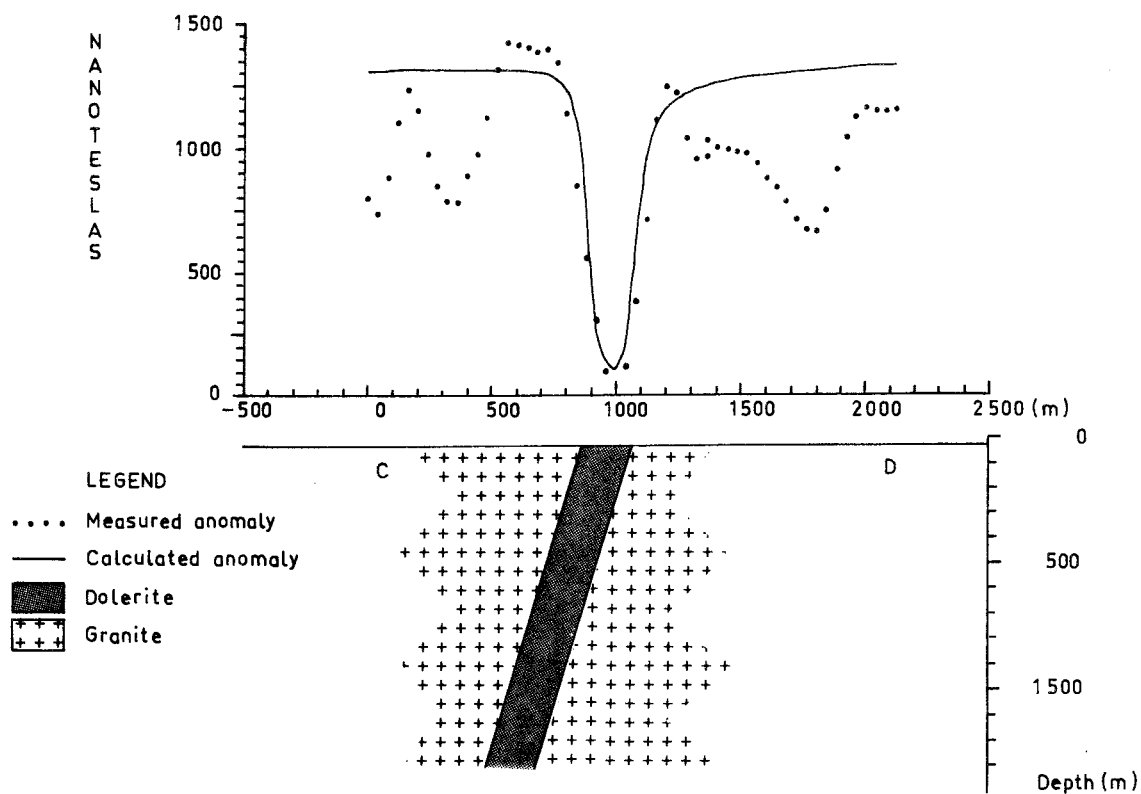 NANOTESLAS
1500
1000
500
0
-500 0 500 1000 1500 2000 2500 (m)
C
D
0
500
1500
Depth (m)
LEGEND
Measured anomaly
Calculated anomaly
Dolerite
Granite